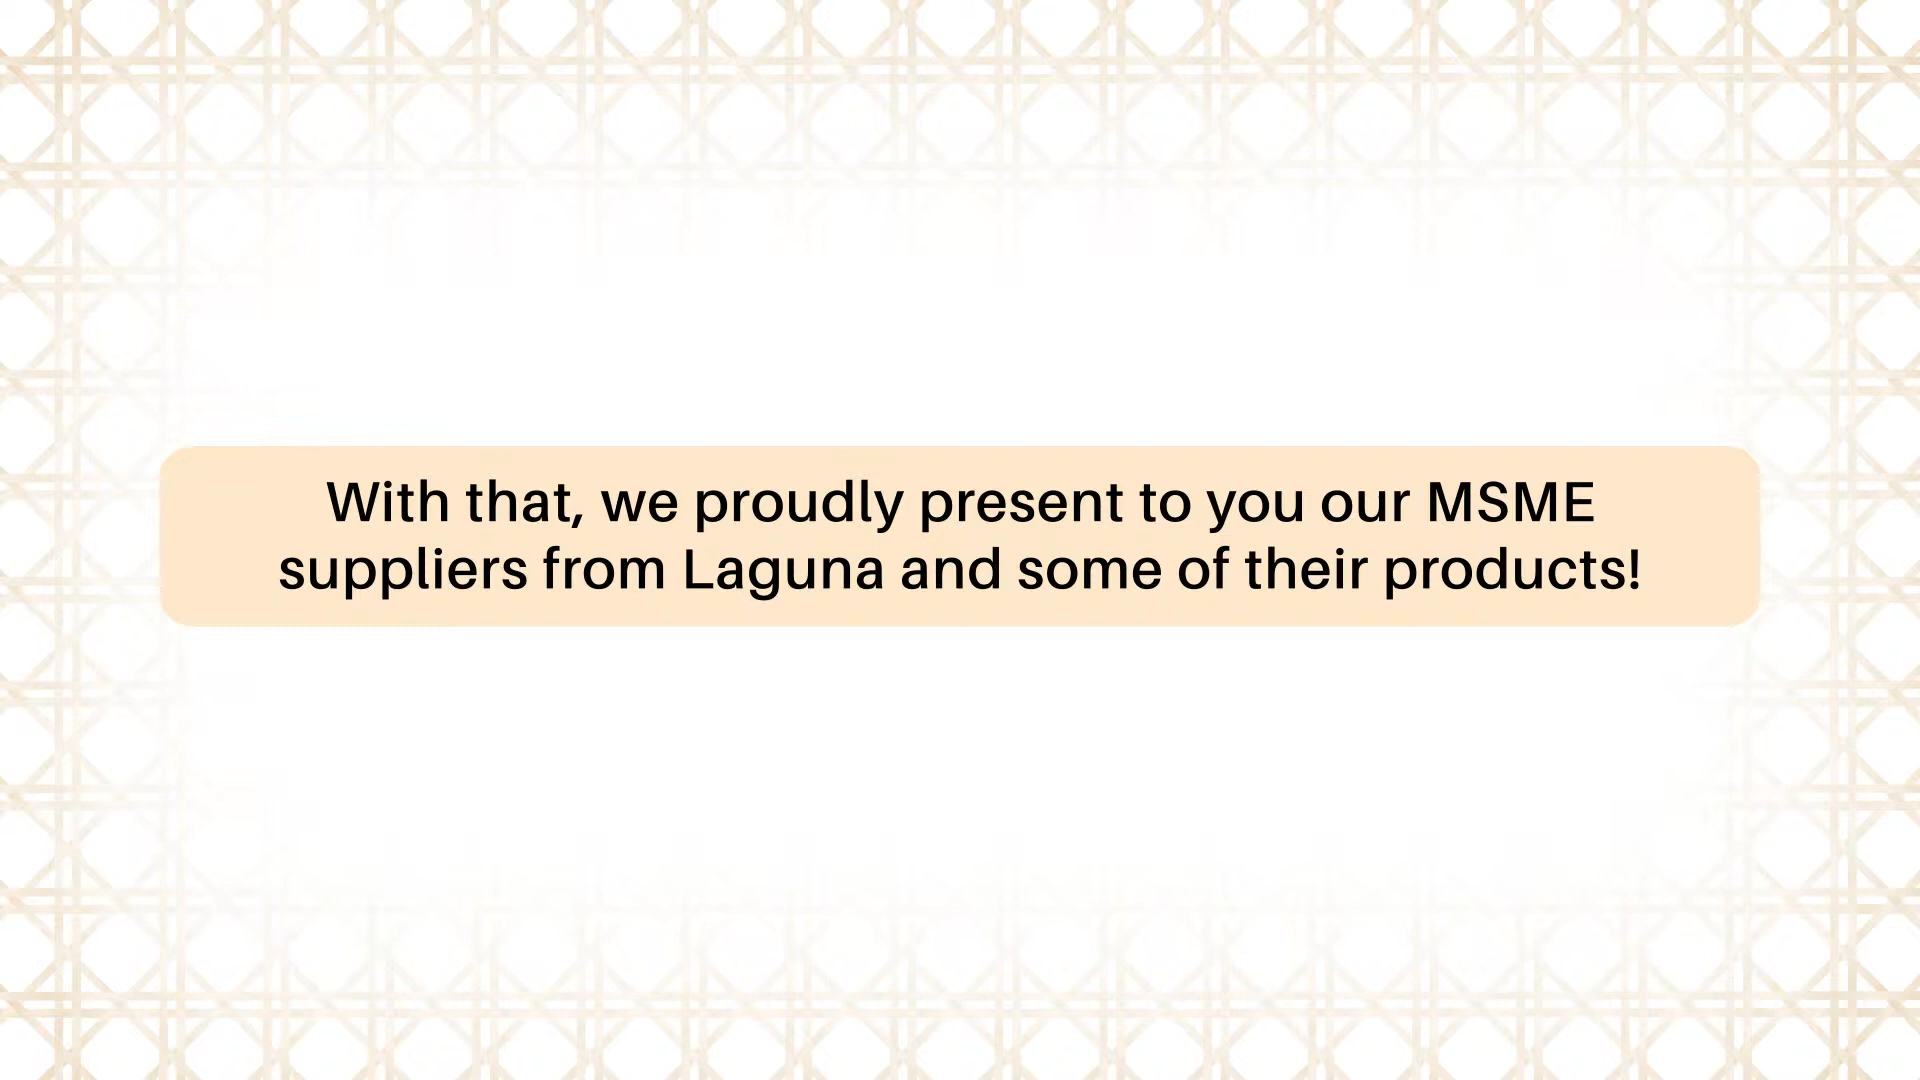 With that, we proudly present to you our MSME
suppliers from Laguna and some of their products!